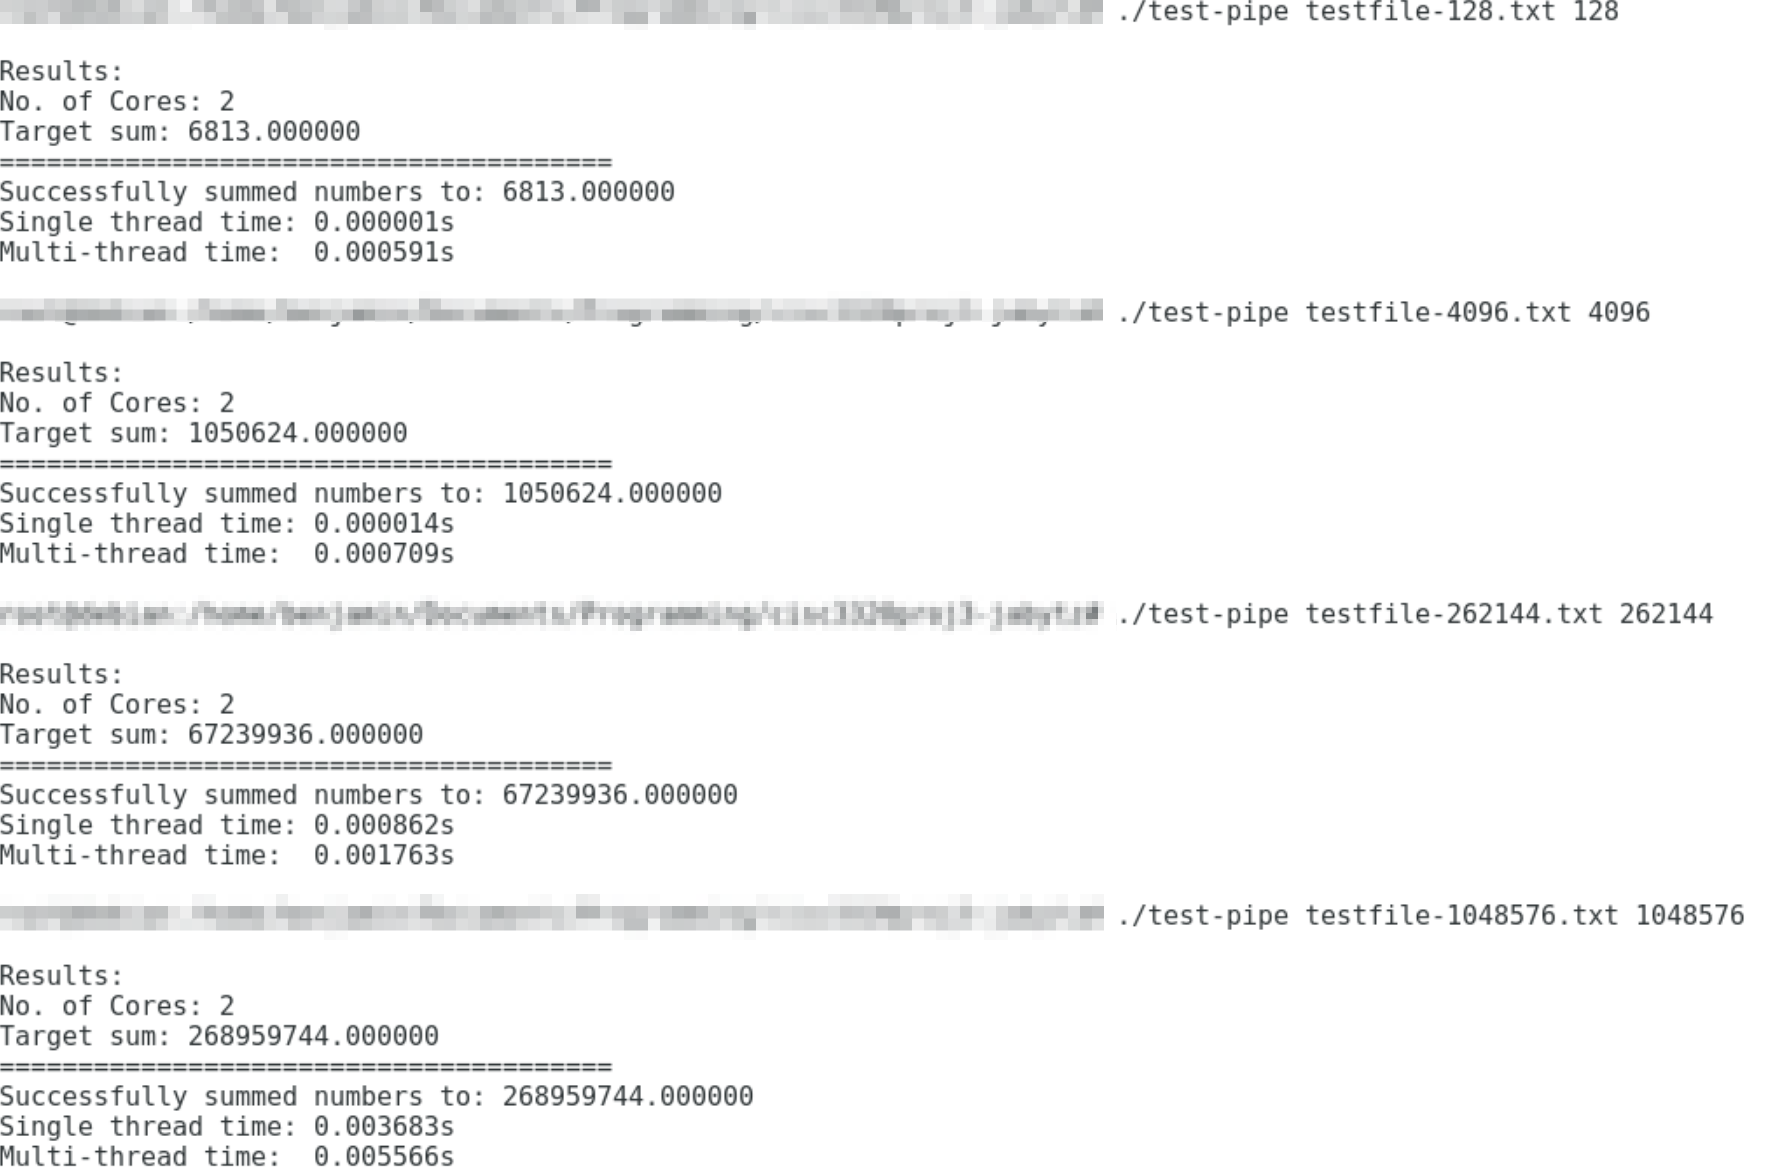 ./test-pipe testfile-128.txt 128
Results:
No. of Cores: 2
Target sum: 6813.000000
=======================================
Successfully summed numbers to: 6813.000000
Single thread time: 0.000001s
Multi-thread time:  0.000591s
./test-pipe testfile-4096.txt 4096
Results:
No. of Cores: 2
Target sum: 1050624.000000
=======================================
Successfully summed numbers to: 1050624.000000
Single thread time: 0.000014s
Multi-thread time:  0.000709s
./test-pipe testfile-262144.txt 262144
Results:
No. of Cores: 2
Target sum: 67239936.000000
=======================================
Successfully summed numbers to: 67239936.000000
Single thread time: 0.000862s
Multi-thread time:  0.001763s
./test-pipe testfile-1048576.txt 1048576
Results:
No. of Cores: 2
Target sum: 268959744.000000
=======================================
Successfully summed numbers to: 268959744.000000
Single thread time: 0.003683s
Multi-thread time:  0.005566s